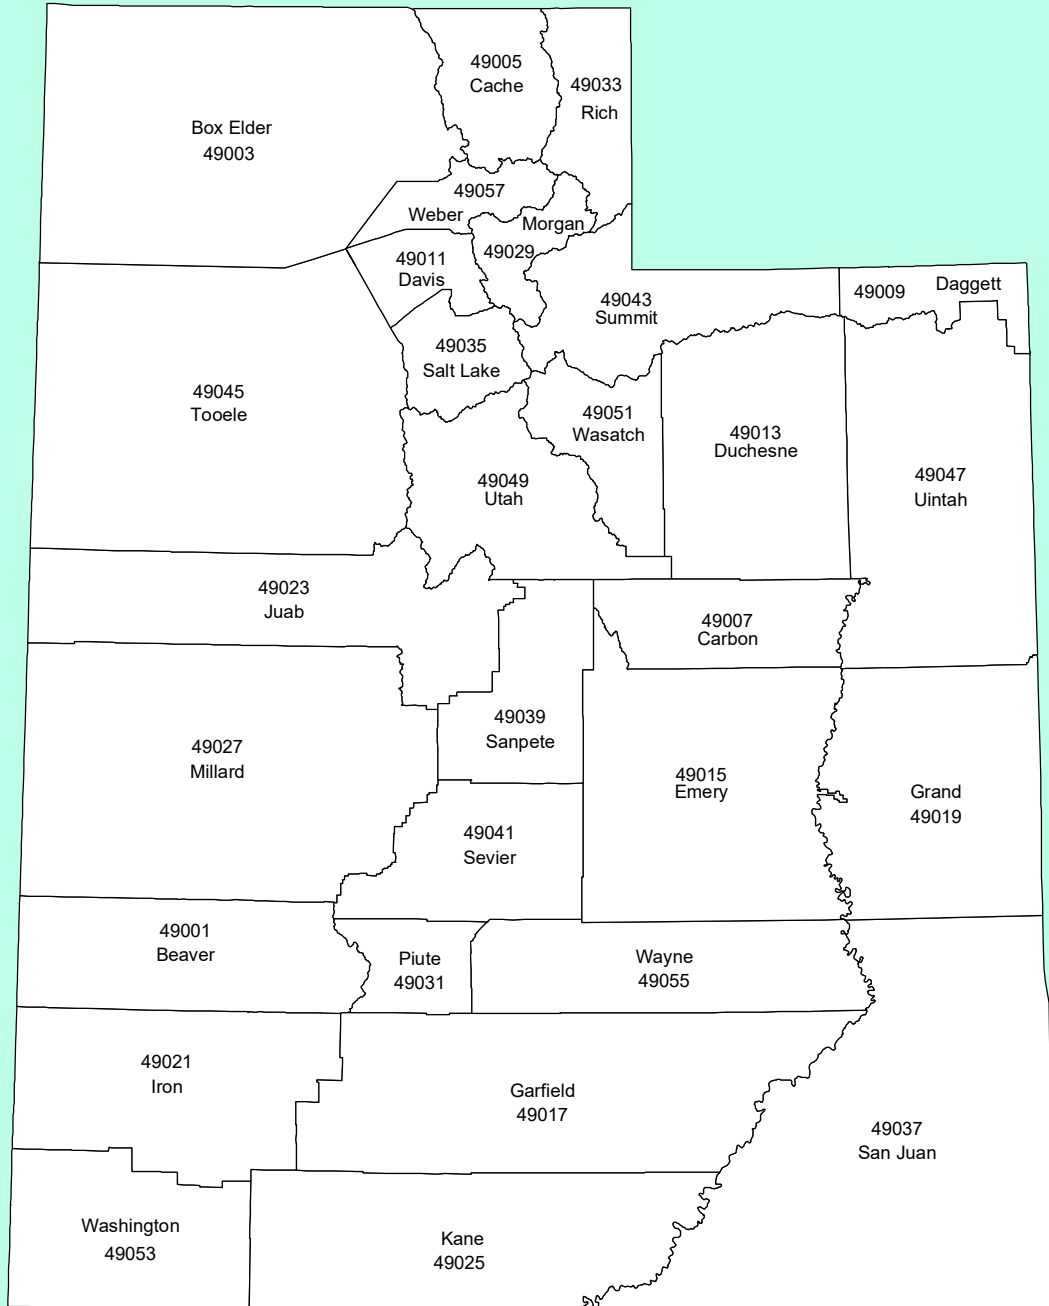 49005
Cache
49033
Rich
Box Elder
49003
49057
Weber
Morgan
49029
49011
Davis
49043
Summit
49009
Daggett
49035
Salt Lake
49045
Tooele
49051
Wasatch
49013
Duchesne
49047
Uintah
49049
Utah
49023
Juab
49007
Carbon
49039
Sanpete
49027
Millard
49015
Emery
Grand
49019
49041
Sevier
49001
Beaver
Piute
49031
Wayne
49055
49021
Iron
Garfield
49017
49037
San Juan
Washington
49053
Kane
49025